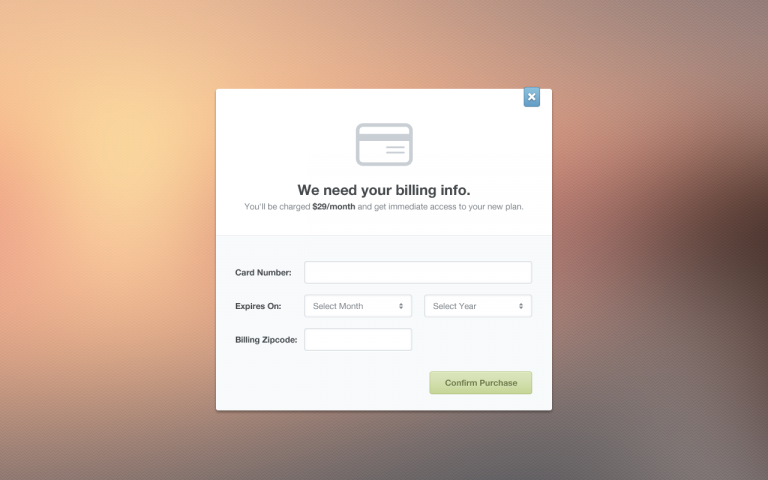 We need your billing info.
You'll be charged $29/month and get immediate access to your new plan.
Card Number:
Expires On: Select Month Select Year
Billing Zipcode:
Confirm Purchase